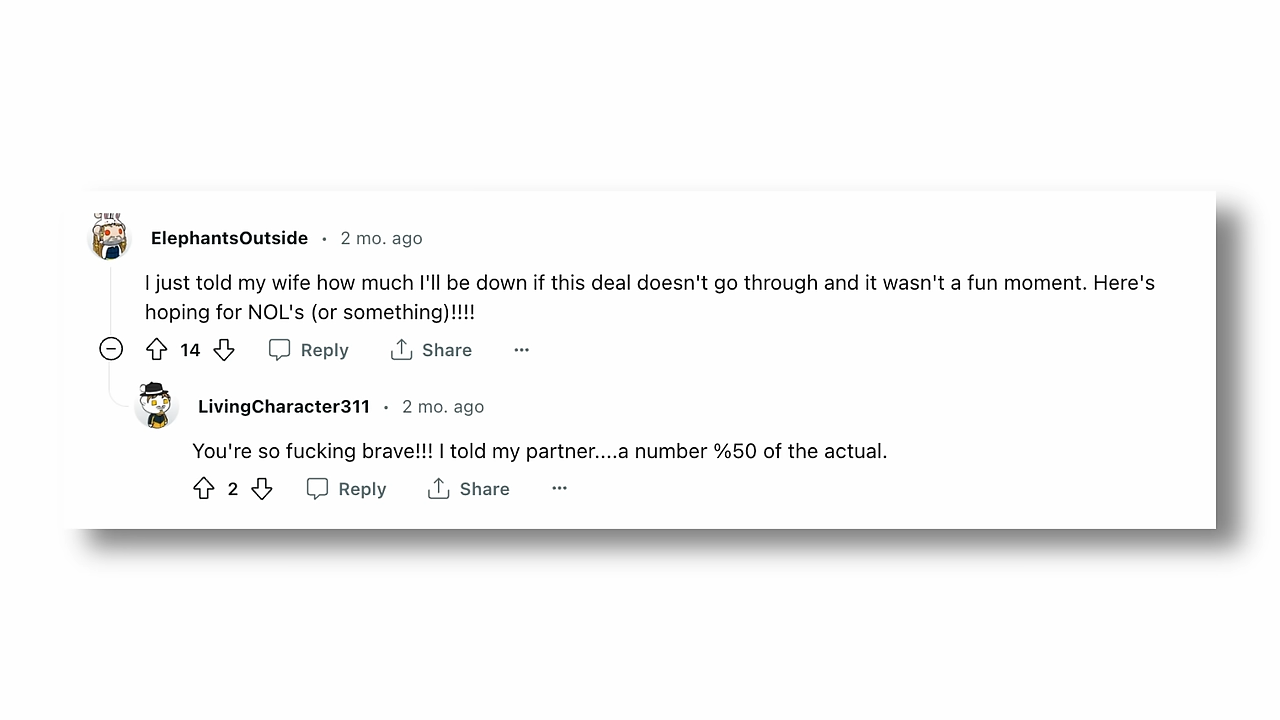 ElephantsOutside • 2 mo. ago
I just told my wife how much I'll be down if this deal doesn't go through and it wasn't a fun moment. Here's
hoping for NOL's (or something)!!!!
14 Reply Share ...
LivingCharacter311 • 2 mo. ago
You're so fucking brave!!! I told my partner....a number %50 of the actual.
2 Reply Share ...